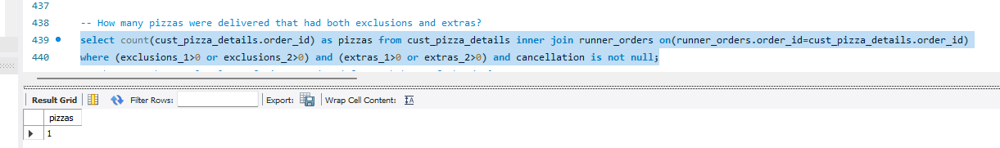 437
438 -- How many pizzas were delivered that had both exclusions and extras?
439 select count(cust_pizza_details.order_id) as pizzas from cust_pizza_details inner join runner_orders on(runner_orders.order_id=cust_pizza_details.order_id)
440 where (exclusions_1>0 or exclusions_2>0) and (extras_1>0 or extras_2>0) and cancellation is not null;
Result Grid Filter Rows: Export: Wrap Cell Content: IA
pizzas
1